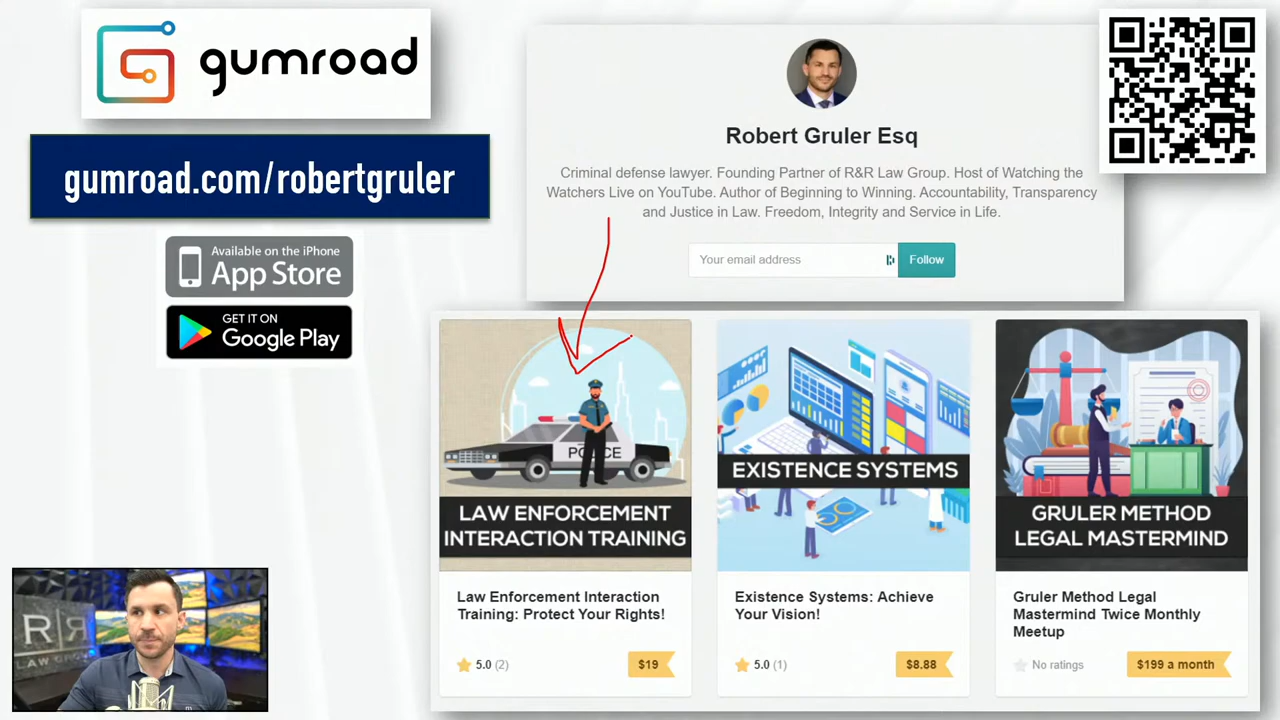 gumroad
gumroad.com/robertgruler
Available on the iPhone
App Store
GET IT ON
Google Play
Robert Gruler Esq
Criminal defense lawyer. Founding Partner of R&R Law Group. Host of Watching the
Watchers Live on YouTube. Author of Beginning to Winning. Accountability, Transparency
and Justice in Law. Freedom, Integrity and Service in Life.
Your email address
Follow
POLICE
LAW ENFORCEMENT
INTERACTION TRAINING
Law Enforcement Interaction
Training: Protect Your Rights!
5.0 (2)
$19
EXISTENCE SYSTEMS
Existence Systems: Achieve
Your Vision!
5.0 (1)
$8.88
GRULER METHOD
LEGAL MASTERMIND
Gruler Method Legal
Mastermind Twice Monthly
Meetup
No ratings
$199 a month
R R
LAW GROUP